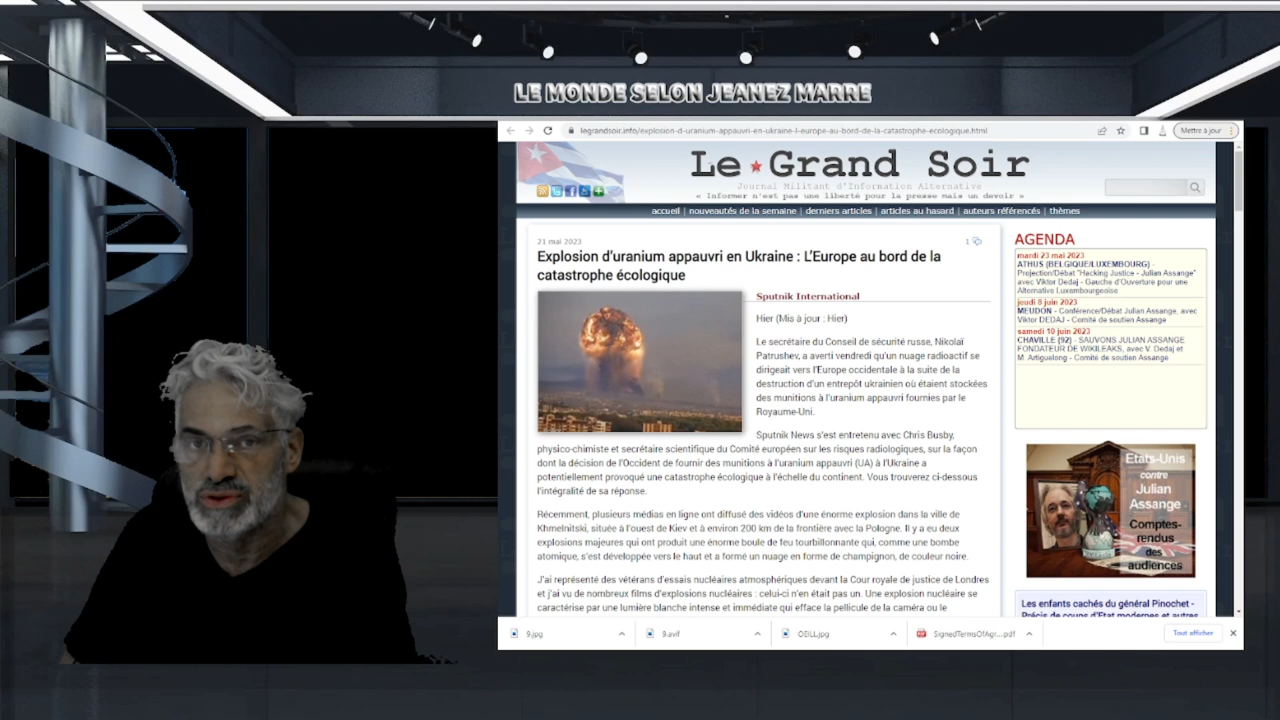 LE MONDE SELON JEANEZ MARRE
legrandsoir.info/explosion-d-uranium-appauvri-en-ukraine-l-europe-au-bord-de-la-catastrophe-ecologique.html
Mettre à jour
Le Grand Soir
Journal Militant d'Information Alternative
« Informer n'est pas une liberté pour la presse mais un devoir »
accueil | nouveautés de la semaine | derniers articles | articles au hasard | auteurs référencés | thèmes
21 mai 2023
1
Explosion d'uranium appauvri en Ukraine : L'Europe au bord de la
catastrophe écologique
Sputnik International
Hier (Mis à jour : Hier)
Le secrétaire du Conseil de sécurité russe, Nikolaï
Patrushev, a averti vendredi qu'un nuage radioactif se
dirigeait vers l'Europe occidentale à la suite de la
destruction d'un entrepôt ukrainien où étaient stockées
des munitions à l'uranium appauvri fournies par le
Royaume-Uni.
Sputnik News s'est entretenu avec Chris Busby,
physico-chimiste et secrétaire scientifique du Comité européen sur les risques radiologiques, sur la façon
dont la décision de l'Occident de fournir des munitions à l'uranium appauvri (UA) à l'Ukraine a
potentiellement provoqué une catastrophe écologique à l'échelle du continent. Vous trouverez ci-dessous
l'intégralité de sa réponse.
Récemment, plusieurs médias en ligne ont diffusé des vidéos d'une énorme explosion dans la ville de
Khmelnitski, située à l'ouest de Kiev et à environ 200 km de la frontière avec la Pologne. Il y a eu deux
explosions majeures qui ont produit une énorme boule de feu tourbillonnante qui, comme une bombe
atomique, s'est développée vers le haut et a formé un nuage en forme de champignon, de couleur noire.
J'ai représenté des vétérans d'essais nucléaires atmosphériques devant la Cour royale de justice de Londres
et j'ai vu de nombreux films d'explosions nucléaires : celui-ci n'en était pas un. Une explosion nucléaire se
caractérise par une lumière blanche intense et immédiate qui efface la pellicule de la caméra ou le
AGENDA
mardi 23 mai 2023
ATHUS (BELGIQUE/LUXEMBOURG) -
Projection/Débat "Hacking Justice - Julian Assange"
avec Viktor Dedaj - Gauche d'Ouverture pour une
Alternative Luxembourgeoise
jeudi 8 juin 2023
MEUDON - Conférence/Débat Julian Assange, avec
Viktor DEDAJ - Comité de soutien Assange
samedi 10 juin 2023
CHAVILLE (92) - SAUVONS JULIAN ASSANGE
FONDATEUR DE WIKILEAKS, avec V. Dedaj et
M. Artiguelong - Comité de soutien Assange
Etats-Unis
contre
Julian
Assange
Comptes-
rendus
des
audiences
Les enfants cachés du général Pinochet -
Précis de coups d'Etat modernes et autres
9.jpg
9.avif
OEILL.jpg
SignedTermsOfAgr....pdf
Tout afficher